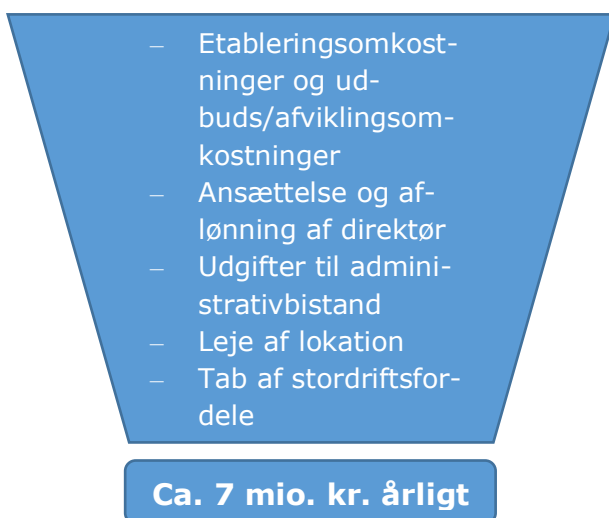 – Etableringsomkost-
ninger og ud-
buds/afviklingsom-
kostninger
– Ansættelse og af-
lønning af direktør
– Udgifter til admini-
strativbistand
– Leje af lokation
– Tab af stordriftsfor-
dele
Ca. 7 mio. kr. årligt